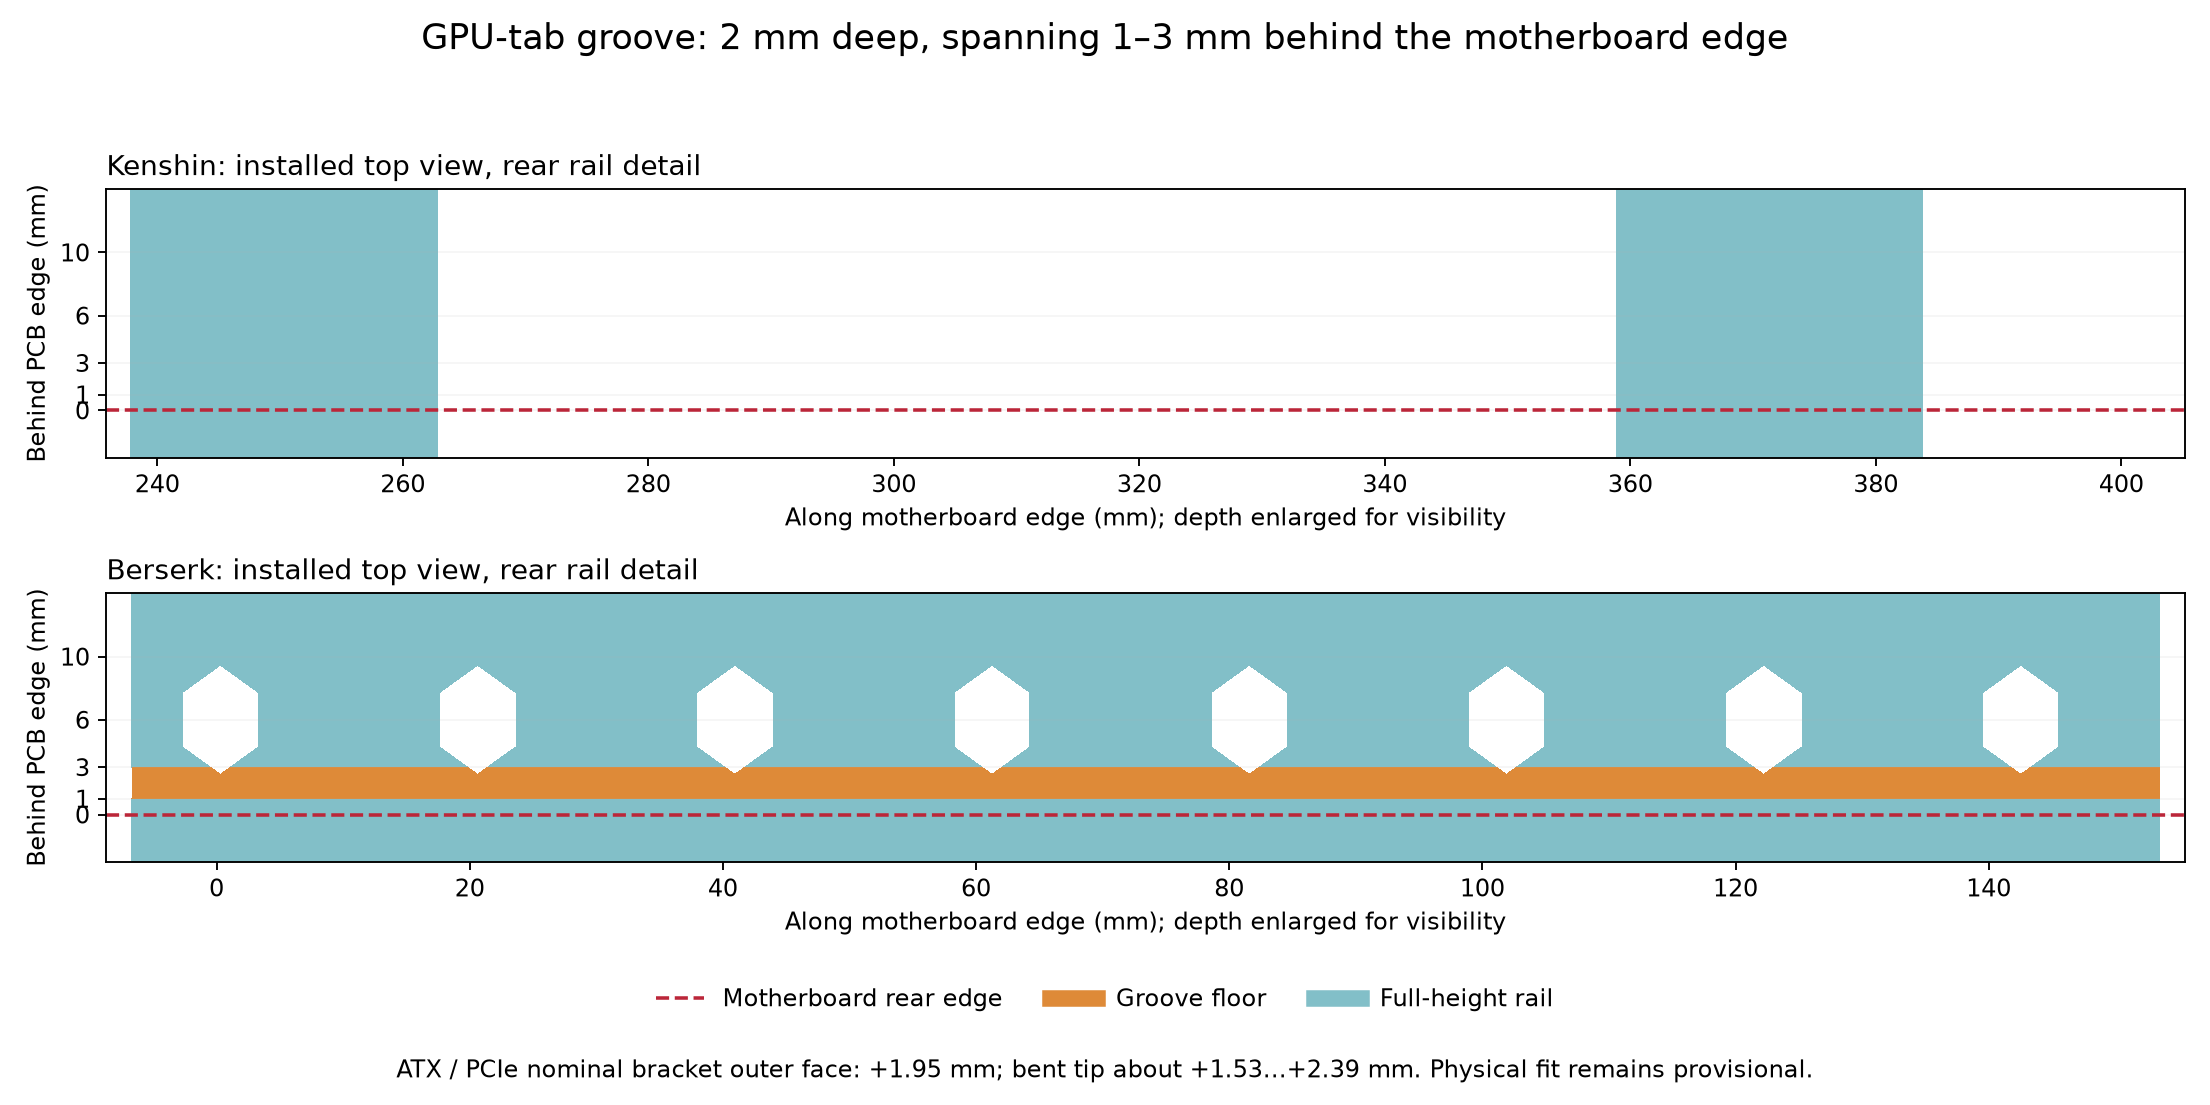 GPU-tab groove: 2 mm deep, spanning 1–3 mm behind the motherboard edge
Kenshin: installed top view, rear rail detail
Behind PCB edge (mm)
10
6
3
1
0
240 260 280 300 320 340 360 380 400
Along motherboard edge (mm); depth enlarged for visibility
Berserk: installed top view, rear rail detail
Behind PCB edge (mm)
10
6
3
1
0
0 20 40 60 80 100 120 140
Along motherboard edge (mm); depth enlarged for visibility
Motherboard rear edge Groove floor Full-height rail
ATX / PCIe nominal bracket outer face: +1.95 mm; bent tip about +1.53…+2.39 mm. Physical fit remains provisional.